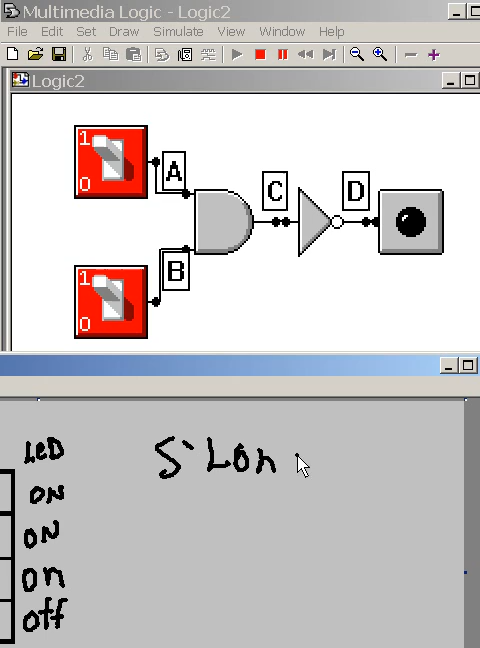 Multimedia Logic - Logic2
File Edit Set Draw Simulate View Window Help
Logic2
1
0
A
C
D
B
1
0
LED
ON
ON
on
off